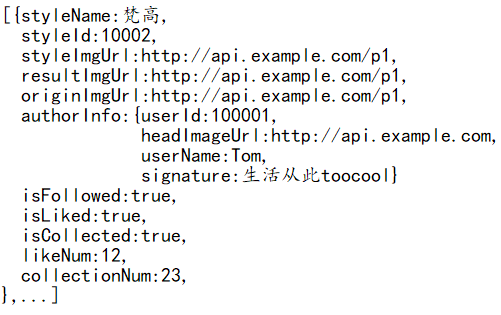 [{styleName:梵高,
styleId:10002,
styleImgUrl:http://api.example.com/p1,
resultImgUrl:http://api.example.com/p1,
originImgUrl:http://api.example.com/p1,
authorInfo:{userId:100001,
headImageUrl:http://api.example.com,
userName:Tom,
signature:生活从此toocool}
isFollowed:true,
isLiked:true,
isCollected:true,
likeNum:12,
collectionNum:23,
},...]